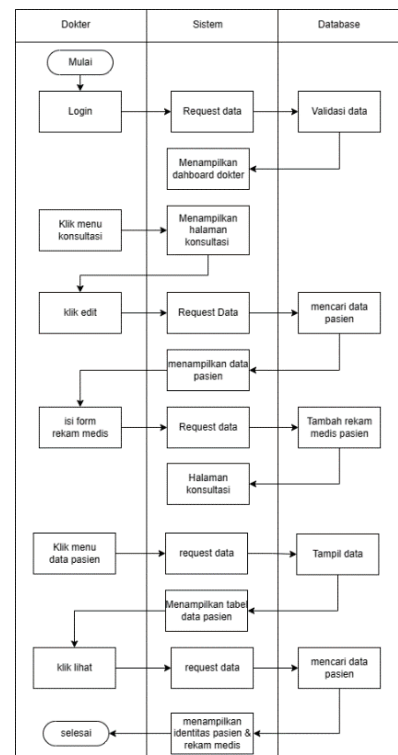 Dokter
Sistem
Database
Mulai
Login
Request data
Validasi data
Menampilkan
dahboard dokter
Klik menu
konsultasi
Menampilkan
halaman
konsultasi
klik edit
Request Data
mencari data
pasien
menampilkan data
pasien
isi form
rekam medis
Request data
Tambah rekam
medis pasien
Halaman
konsultasi
Klik menu
data pasien
request data
Tampil data
Menampilkan tabel
data pasien
klik lihat
request data
mencari data
pasien
selesai
menampilkan
identitas pasien &
rekam medis